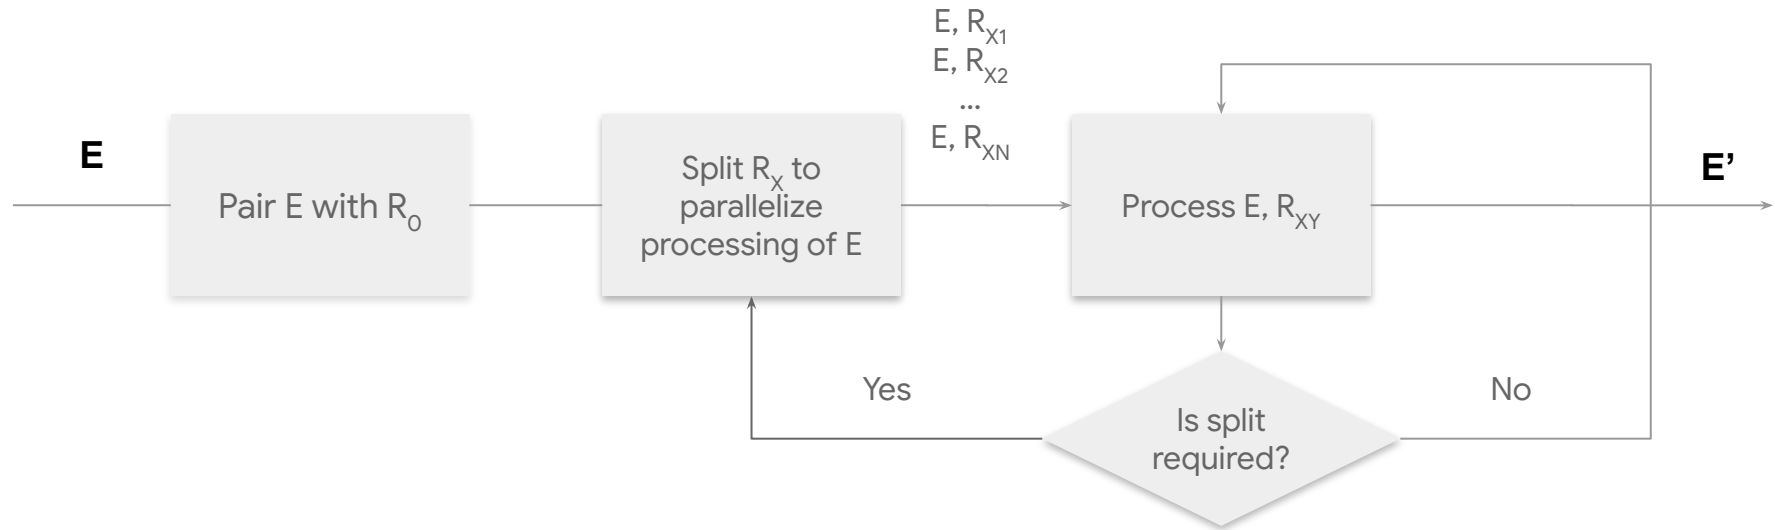 E, R_X1
E, R_X2
...
E, R_XN
E
Pair E with R_0
Split R_X to
parallelize
processing of E
Process E, R_XY
E’
Yes
No
Is split
required?